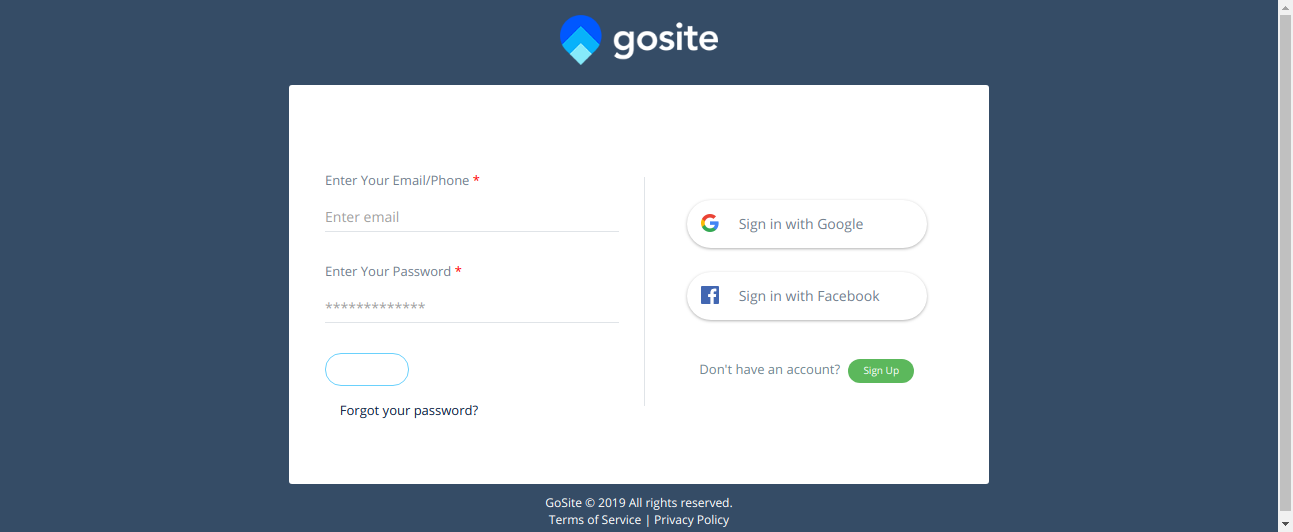 gosite
Enter Your Email/Phone *
Enter email
Enter Your Password *
*************
Forgot your password?
Sign in with Google
Sign in with Facebook
Don't have an account? Sign Up
GoSite © 2019 All rights reserved.
Terms of Service | Privacy Policy